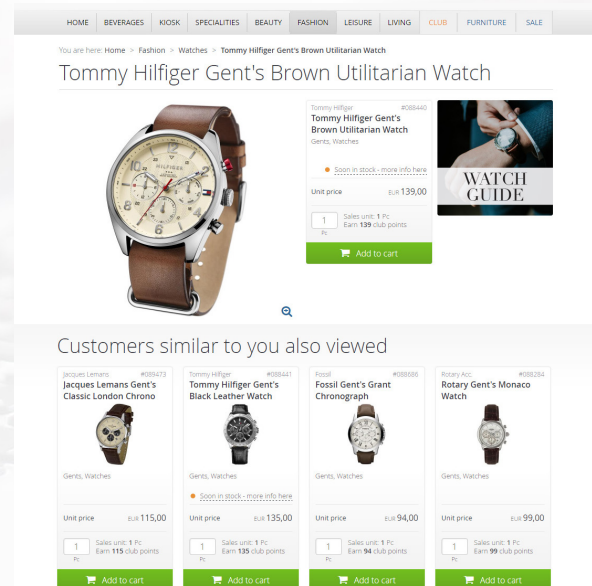 HOME BEVERAGES KIOSK SPECIALITIES BEAUTY FASHION LEISURE LIVING CLUB FURNITURE SALE
You are here: Home > Fashion > Watches > Tommy Hilfiger Gent's Brown Utilitarian Watch
Tommy Hilfiger Gent's Brown Utilitarian Watch
HILFIGER
Tommy Hilfiger #088440
Tommy Hilfiger Gent's
Brown Utilitarian Watch
Gents, Watches
Soon in stock - more info here
Unit price EUR 139,00
1 Sales unit: 1 Pc
Pc Earn 139 club points
Add to cart
WATCH
GUIDE
Customers similar to you also viewed
Jacques Lemans #089473
Jacques Lemans Gent's
Classic London Chrono
Gents, Watches
Unit price EUR 115,00
1 Sales unit: 1 Pc
Pc Earn 115 club points
Add to cart
Tommy Hilfiger #088441
Tommy Hilfiger Gent's
Black Leather Watch
Gents, Watches
Soon in stock - more info here
Unit price EUR 135,00
1 Sales unit: 1 Pc
Pc Earn 135 club points
Add to cart
Fossil #088686
Fossil Gent's Grant
Chronograph
Gents, Watches
Unit price EUR 94,00
1 Sales unit: 1 Pc
Pc Earn 94 club points
Add to cart
Rotary Acc. #088284
Rotary Gent's Monaco
Watch
Gents, Watches
Unit price EUR 99,00
1 Sales unit: 1 Pc
Pc Earn 99 club points
Add to cart